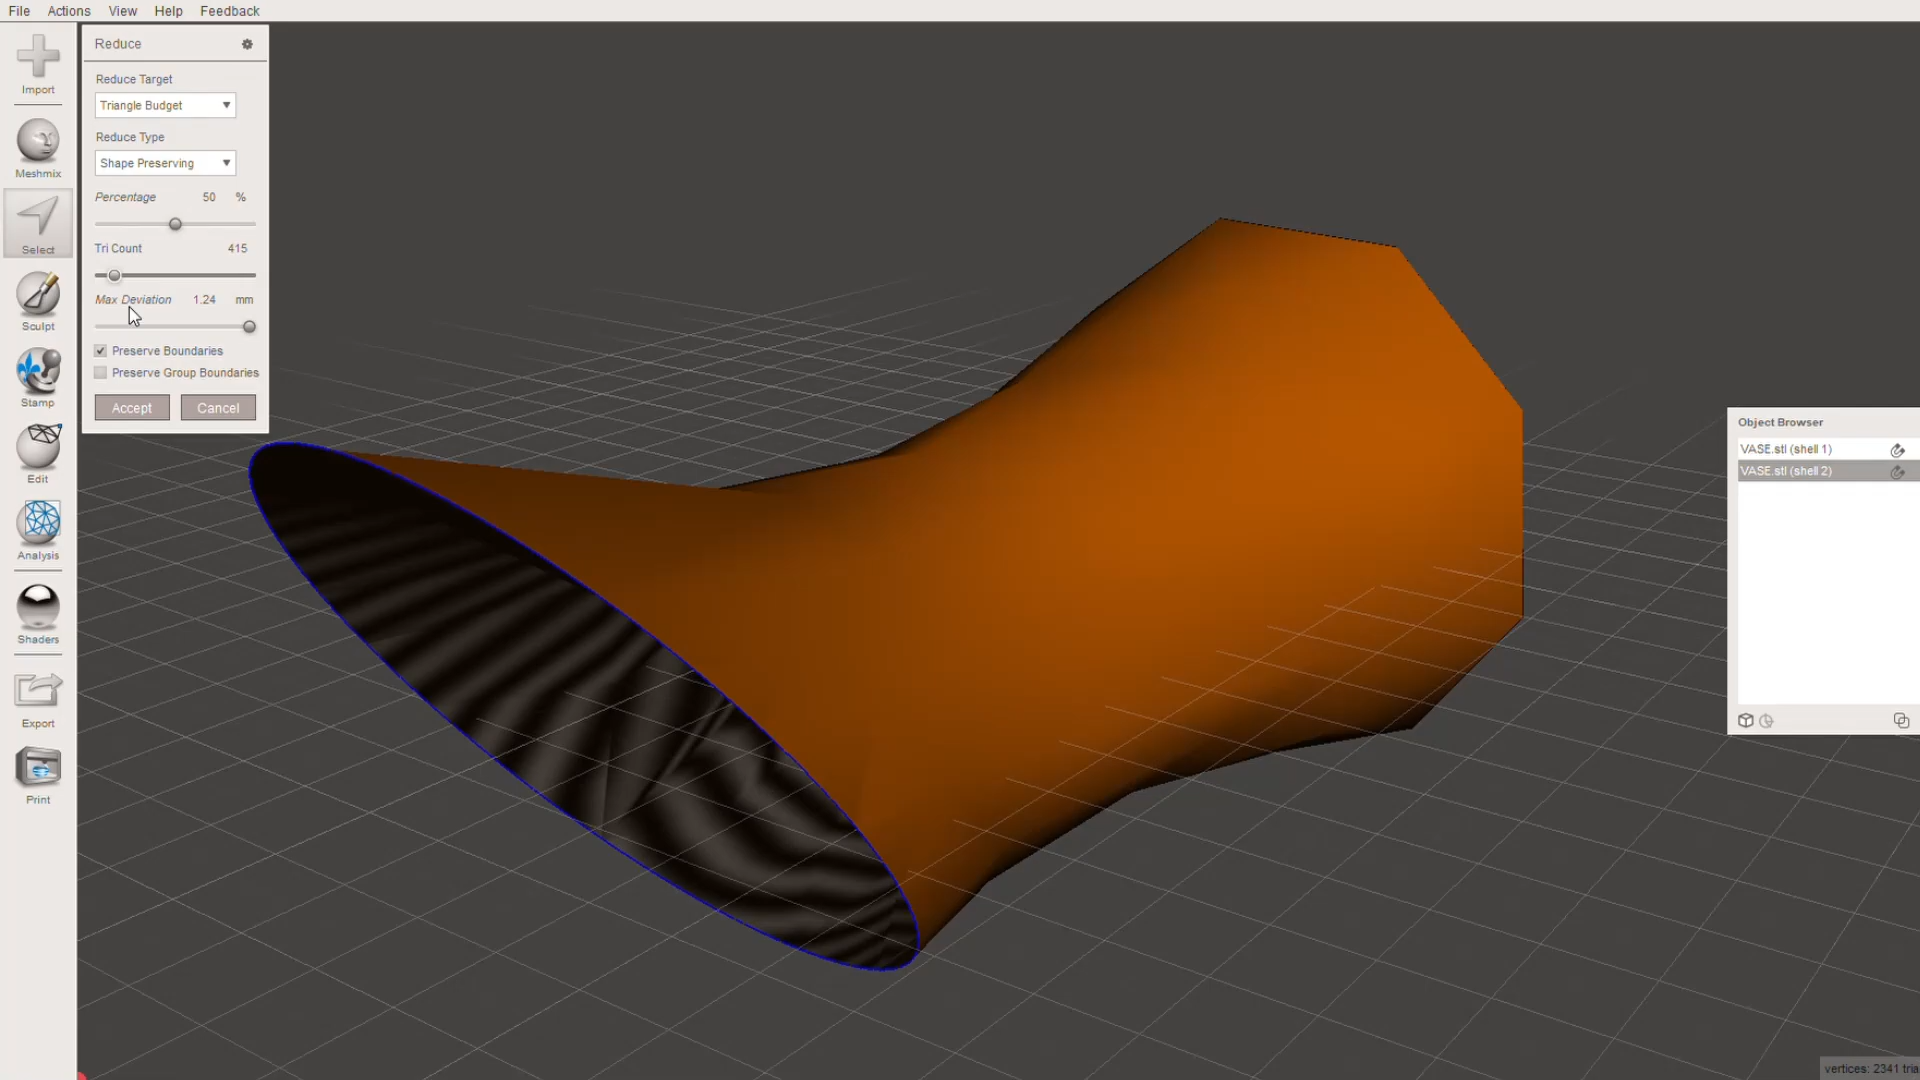 File Actions View Help Feedback
Import
Meshmix
Select
Sculpt
Stamp
Edit
Analysis
Shaders
Export
Print
Reduce
Reduce Target
Triangle Budget
Reduce Type
Shape Preserving
Percentage 50 %
Tri Count 415
Max Deviation 1.24 mm
Preserve Boundaries
Preserve Group Boundaries
Accept Cancel
Object Browser
VASE.stl (shell 1)
VASE.stl (shell 2)
vertices: 2341 tria